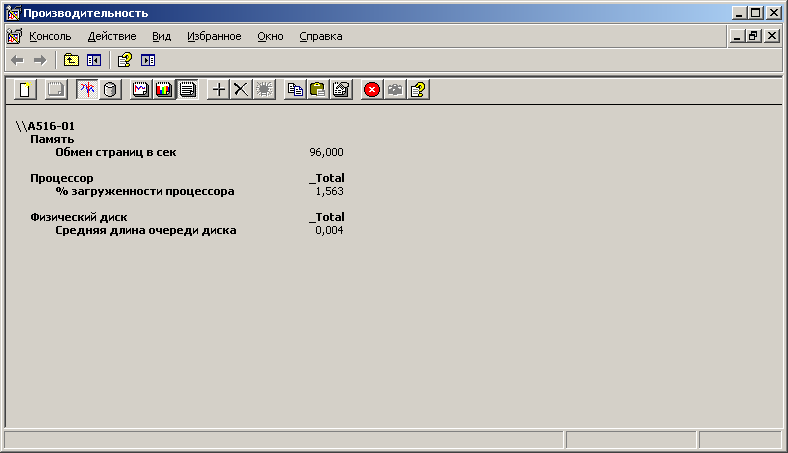 Производительность
Консоль Действие Вид Избранное Окно Справка
\\A516-01
Память
Обмен страниц в сек 96,000
Процессор _Total
% загруженности процессора 1,563
Физический диск _Total
Средняя длина очереди диска 0,004